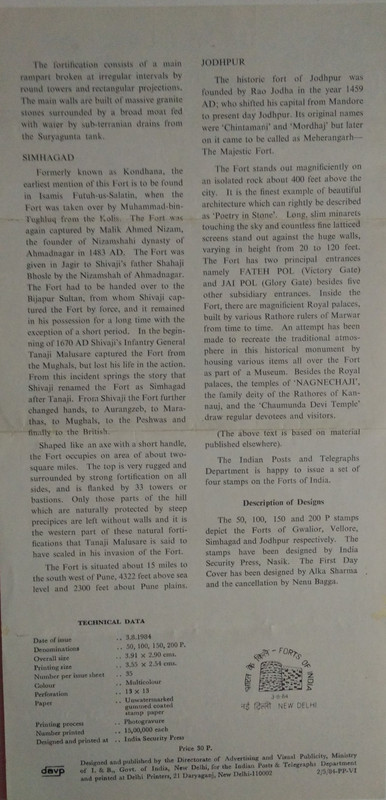 The fortification consists of a main
rampart broken at irregular intervals by
round towers and rectangular projections.
The main walls are built of massive granite
stones surrounded by a broad moat fed
with water by sub-terranian drains from
the Suryagunta tank.
SIMHAGAD
Formerly known as Kondhana, the
earliest mention of this Fort is to be found
in Isamis Futuh-us-Salatin, when the
Fort was taken over by Muhammad-bin-
Tughluq from the Kolis. The Fort was
again captured by Malik Ahmed Nizam,
the founder of Nizamshahi dynasty of
Ahmadnagar in 1483 AD. The Fort was
given in Jagir to Shivaji's father Shahaji
Bhosle by the Nizamshah of Ahmadnagar.
The Fort had to be handed over to the
Bijapur Sultan, from whom Shivaji cap-
tured the Fort by force, and it remained
in his possession for a long time with the
exception of a short period. In the begin-
ning of 1670 AD Shivaji's Infantry General
Tanaji Malusare captured the Fort from
the Mughals, but lost his life in the action.
From this incident springs the story that
Shivaji renamed the Fort as Simhagad
after Tanaji. From Shivaji the Fort further
changed hands, to Aurangzeb, to Mara-
thas, to Mughals, to the Peshwas and
finally to the British.
Shaped like an axe with a short handle,
the Fort occupies on area of about two-
square miles. The top is very rugged and
surrounded by strong fortification on all
sides, and is flanked by 33 towers or
bastions. Only those parts of the hill
which are naturally protected by steep
precipices are left without walls and it is
the western part of these natural forti-
fications that Tanaji Malusare is said to
have scaled in his invasion of the Fort.
The Fort is situated about 15 miles to
the south west of Pune, 4322 feet above sea
level and 2300 feet about Pune plains.
JODHPUR
The historic fort of Jodhpur was
founded by Rao Jodha in the year 1459
AD; who shifted his capital from Mandore
to present day Jodhpur. Its original names
were 'Chintamani' and 'Mordhaj' but later
on it came to be called as Meherangarh—
The Majestic Fort.
The Fort stands out magnificiently on
an isolated rock about 400 feet above the
city. It is the finest example of beautiful
architecture which can rightly be described
as 'Poetry in Stone'. Long, slim minarets
touching the sky and countless fine latticed
screens stand out against the huge walls,
varying in height from 20 to 120 feet.
The Fort has two principal entrances
namely FATEH POL (Victory Gate)
and JAI POL (Glory Gate) besides five
other subsidiary entrances. Inside the
Fort, there are magnificient Royal palaces,
built by various Rathore rulers of Marwar
from time to time. An attempt has been
made to recreate the traditional atmos-
phere in this historical monument by
housing various items all over the Fort
as part of a Museum. Besides the Royal
palaces, the temples of 'NAGNECHAJI',
the family deity of the Rathores of Kan-
nauj, and the 'Chaumunda Devi Temple'
draw regular devotees and visitors.
(The above text is based on material
published elsewhere).
The Indian Posts and Telegraphs
Department is happy to issue a set of
four stamps on the Forts of India.
Description of Designs
The 50, 100, 150 and 200 P stamps
depict the Forts of Gwalior, Vellore,
Simhagad and Jodhpur respectively. The
stamps have been designed by India
Security Press, Nasik. The First Day
Cover has been designed by Alka Sharma
and the cancellation by Nenu Bagga.
TECHNICAL DATA
Date of issue .. 3.8.1984
Denominations .. 50, 100, 150, 200, P.
Overall size .. 3.91 × 2.90 cms.
Printing size .. 3.55 × 2.54 cms.
Number per issue sheet .. 35
Colour .. Multicolour
Perforation .. 13 × 13
Paper .. Unwatermarked
gummed coated
stamp paper
Printing process .. Photogravure
Number printed .. 15,00,000 each
Designed and printed at .. India Security Press
भारत के किले - FORTS OF INDIA
3-8-84
नई दिल्ली NEW DELHI
Price 30 P.
davp
Designed and published by the Directorate of Advertising and Visual Publicity, Ministry
of I. & B., Govt. of India, New Delhi, for the Indian Posts & Telegraphs Department
and printed at Delhi Printers, 21 Daryaganj, New Delhi-110002 2/5/84-PP-VI